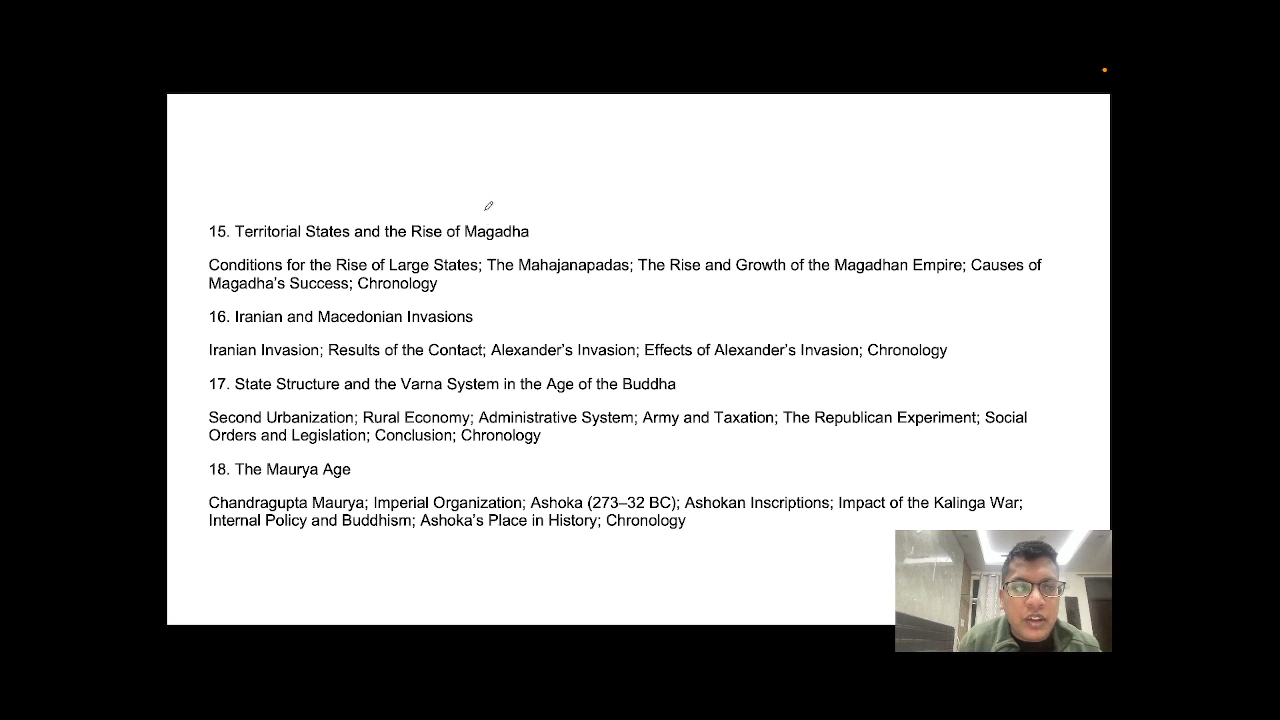 15. Territorial States and the Rise of Magadha
Conditions for the Rise of Large States; The Mahajanapadas; The Rise and Growth of the Magadhan Empire; Causes of
Magadha's Success; Chronology
16. Iranian and Macedonian Invasions
Iranian Invasion; Results of the Contact; Alexander's Invasion; Effects of Alexander's Invasion; Chronology
17. State Structure and the Varna System in the Age of the Buddha
Second Urbanization; Rural Economy; Administrative System; Army and Taxation; The Republican Experiment; Social
Orders and Legislation; Conclusion; Chronology
18. The Maurya Age
Chandragupta Maurya; Imperial Organization; Ashoka (273–32 BC); Ashokan Inscriptions; Impact of the Kalinga War;
Internal Policy and Buddhism; Ashoka's Place in History; Chronology